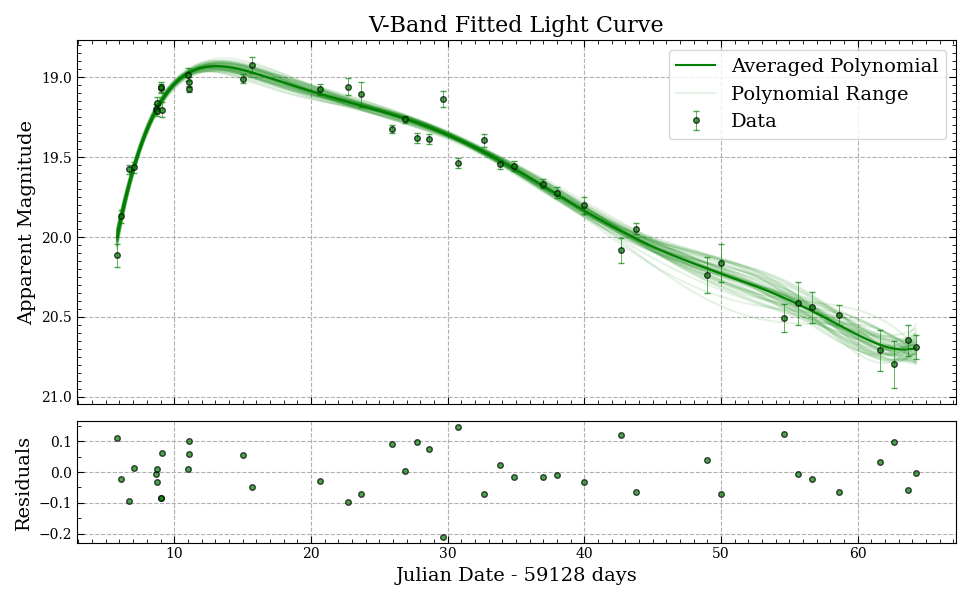 V-Band Fitted Light Curve
Apparent Magnitude
19.0
19.5
20.0
20.5
21.0
Averaged Polynomial
Polynomial Range
Data
Residuals
0.1
0.0
−0.1
−0.2
10 20 30 40 50 60
Julian Date - 59128 days